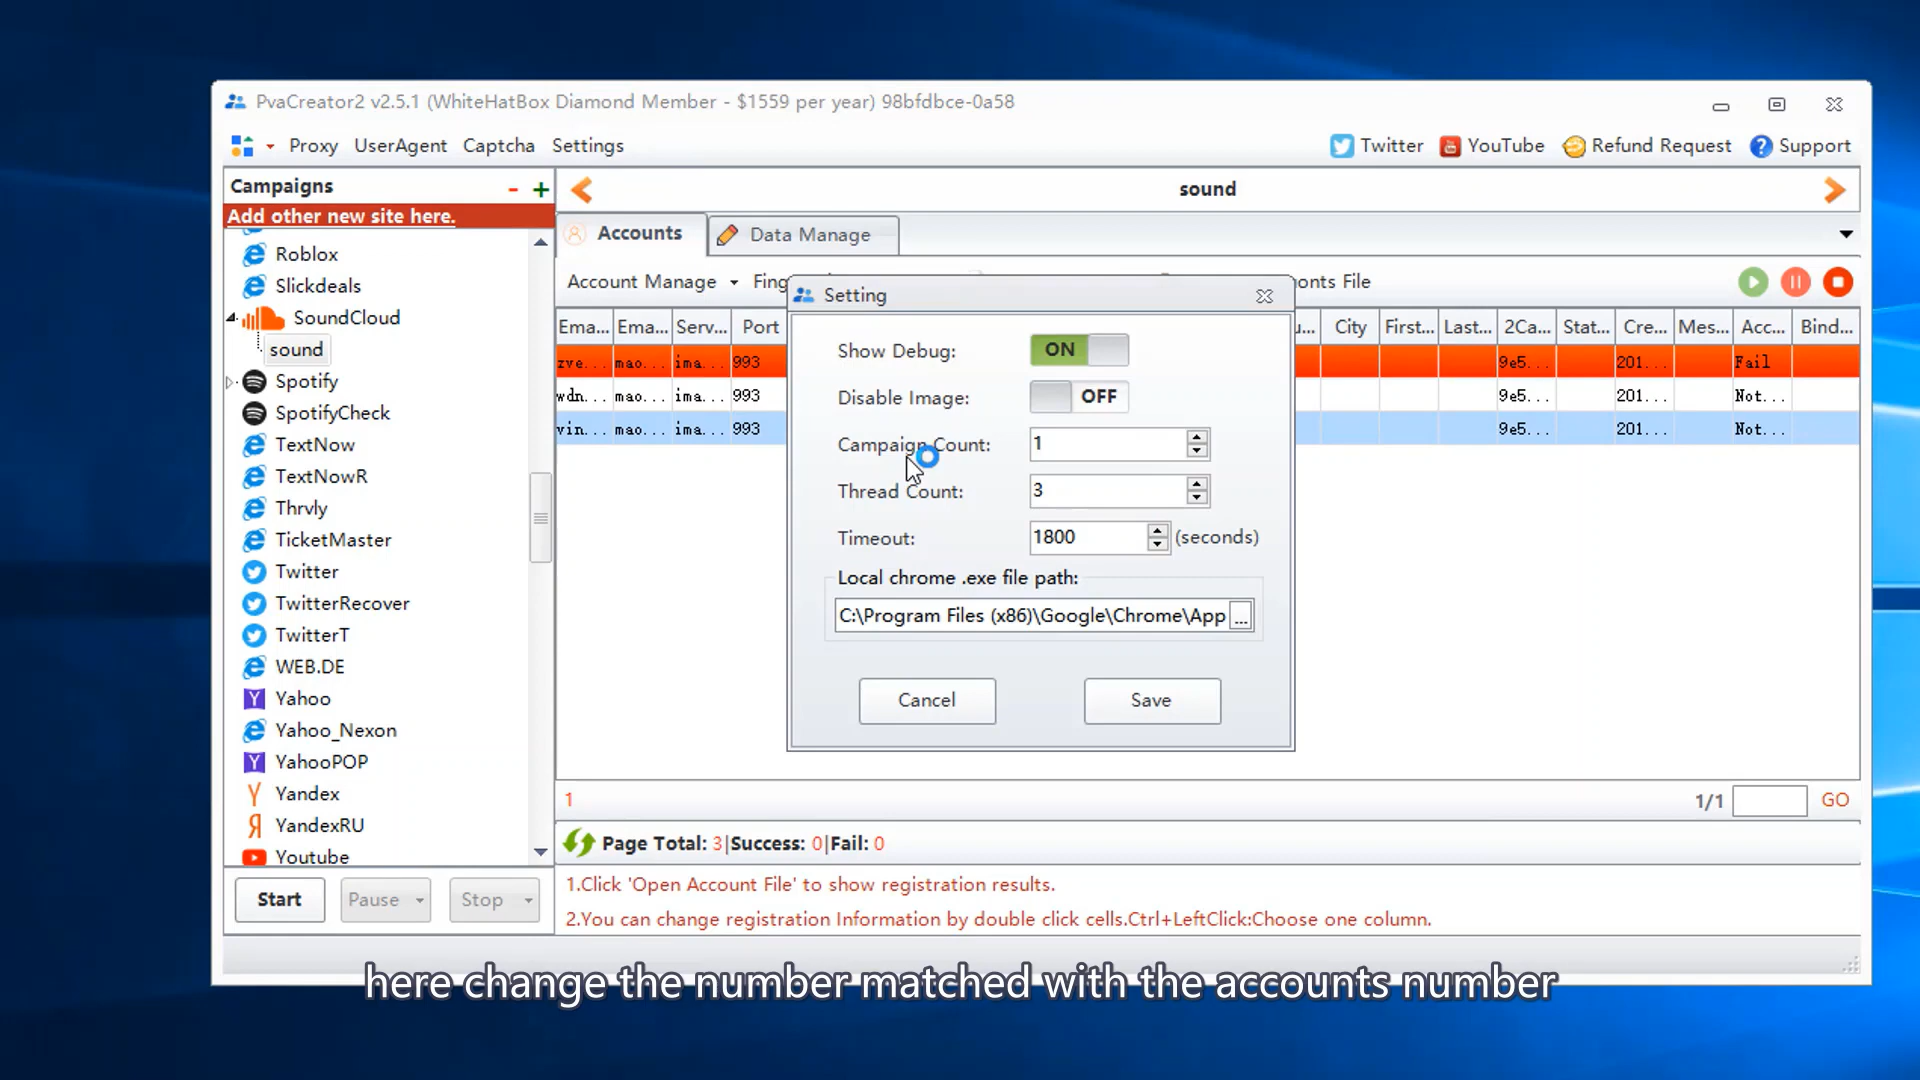 PvaCreator2 v2.5.1 (WhiteHatBox Diamond Member - $1559 per year) 98bfdbce-0a58
Proxy UserAgent Captcha Settings Twitter YouTube Refund Request Support
Campaigns - +
Add other new site here.
Roblox
Slickdeals
SoundCloud
sound
Spotify
SpotifyCheck
TextNow
TextNowR
Thrvly
TicketMaster
Twitter
TwitterRecover
TwitterT
WEB.DE
Yahoo
Yahoo_Nexon
YahooPOP
Yandex
YandexRU
Youtube
Start Pause Stop
sound
Accounts Data Manage
Account Manage
Ema... Ema... Serv... Port City First... Last... 2Ca... Stat... Cre... Mes... Acc... Bind...
zve... mao... ima... 993 9e5... 201... Fail
wdn... mao... ima... 993 9e5... 201... Not...
vin... mao... ima... 993 9e5... 201... Not...
Setting
Show Debug: ON
Disable Image: OFF
Campaign Count: 1
Thread Count: 3
Timeout: 1800 (seconds)
Local chrome .exe file path:
C:\Program Files (x86)\Google\Chrome\App ...
Cancel Save
1 1/1 GO
Page Total: 3|Success: 0|Fail: 0
1.Click 'Open Account File' to show registration results.
2.You can change registration Information by double click cells.Ctrl+LeftClick:Choose one column.
here change the number matched with the accounts number